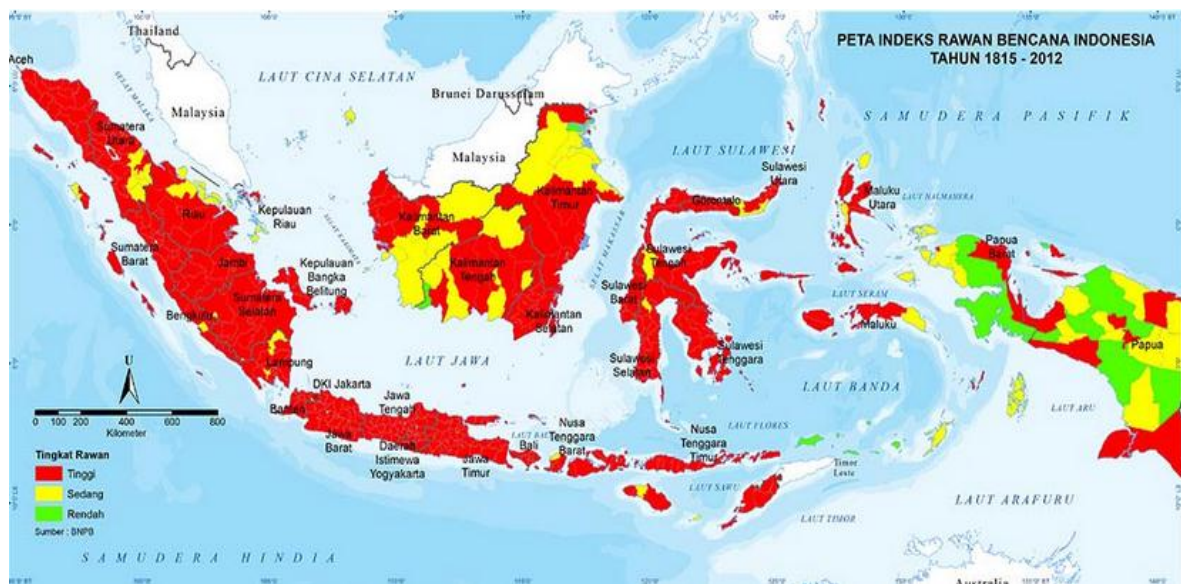 PETA INDEKS RAWAN BENCANA INDONESIA
TAHUN 1815 - 2012
Thailand
Aceh
LAUT CINA SELATAN
SELAT MALAKA
Malaysia
Brunei Darussalam
Malaysia
SAMUDERA PASIFIK
LAUT SULAWESI
Sumatera
Utara
Riau
Kepulauan
Riau
Kalimantan
Barat
Kalimantan
Timur
Gorontalo
Sulawesi
Utara
Maluku
Utara
LAUT HALMAHERA
Sumatera
Barat
Jambi
Kepulauan
Bangka
Belitung
Kalimantan
Tengah
SELAT MAKASAR
Sulawesi
Tengah
Papua
Barat
Bengkulu
Sumatera
Selatan
Kalimantan
Selatan
Sulawesi
Barat
LAUT SERAM
Maluku
Papua
Lampung
LAUT JAWA
Sulawesi
Selatan
Sulawesi
Tenggara
LAUT BANDA
LAUT ARU
U
0 100 200 400 600 800
Kilometer
Banten
DKI Jakarta
Jawa
Barat
Jawa
Tengah
Daerah
Istimewa
Yogyakarta
Jawa
Timur
Bali
Nusa
Tenggara
Barat
Nusa
Tenggara
Timur
LAUT FLORES
Timor
Leste
LAUT SAWU
LAUT TIMOR
LAUT ARAFURU
Tingkat Rawan
Tinggi
Sedang
Rendah
Sumber : BNPB
SAMUDERA HINDIA
Australia